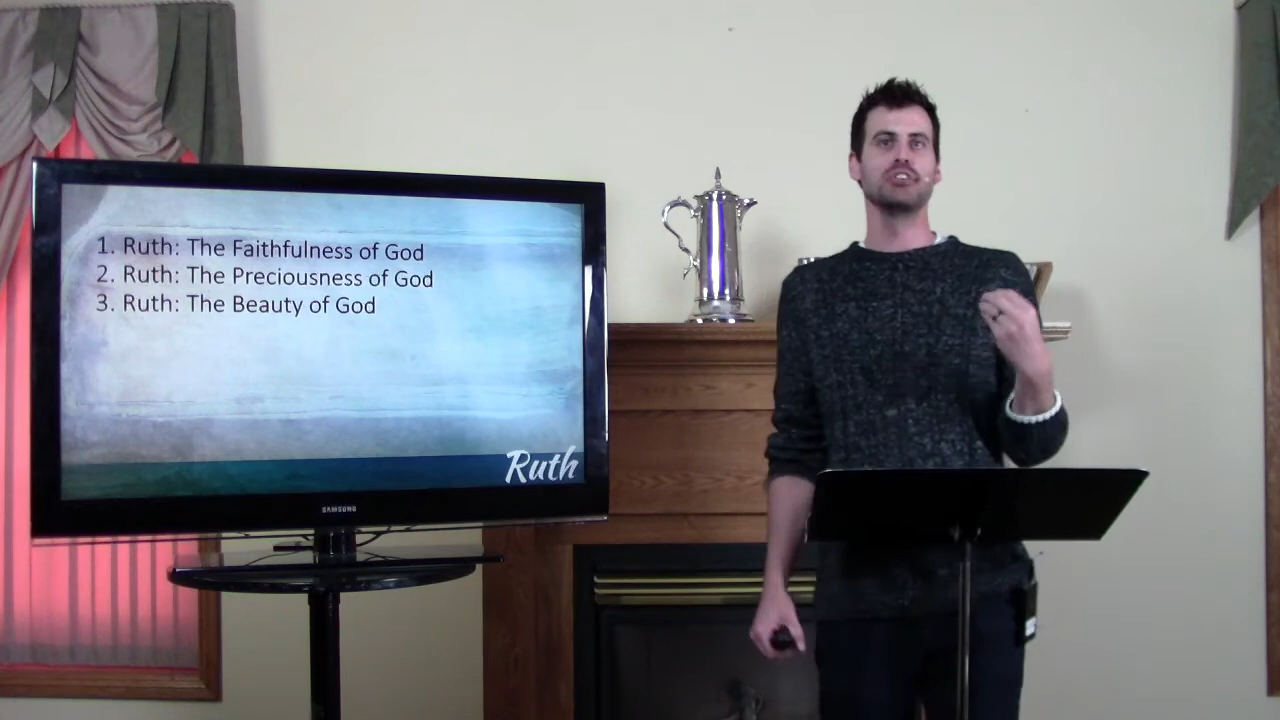 1. Ruth: The Faithfulness of God
2. Ruth: The Preciousness of God
3. Ruth: The Beauty of God
Ruth
SAMSUNG